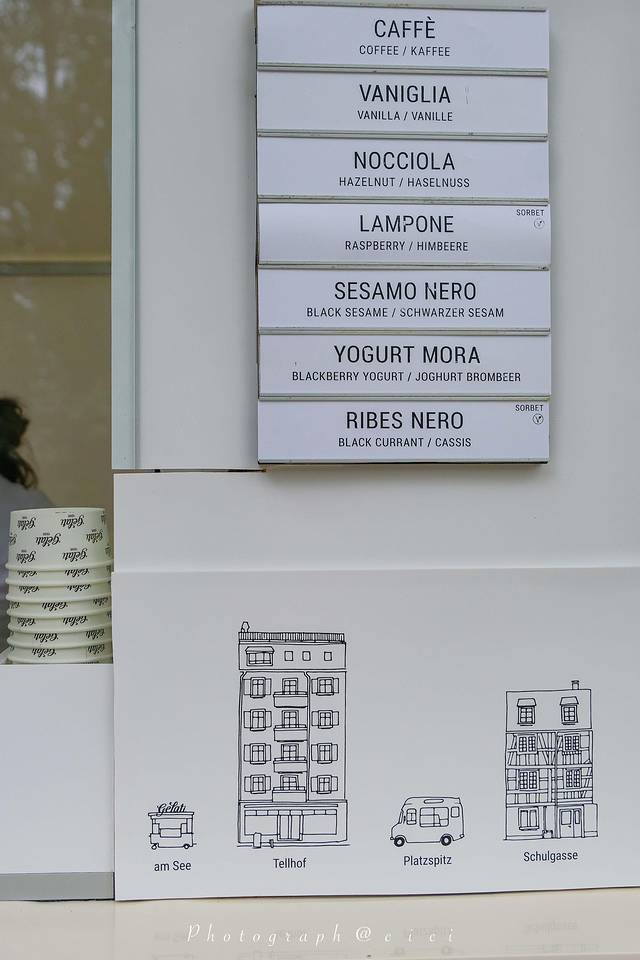 CAFFÈ
COFFEE / KAFFEE
VANIGLIA
VANILLA / VANILLE
NOCCIOLA
HAZELNUT / HASELNUSS
SORBET
LAMPONE
RASPBERRY / HIMBEERE
SESAMO NERO
BLACK SESAME / SCHWARZER SESAM
YOGURT MORA
BLACKBERRY YOGURT / JOGHURT BROMBEER
SORBET
RIBES NERO
BLACK CURRANT / CASSIS
Gelati
am See
Tellhof
Platzspitz
Schulgasse
Photograph@cici